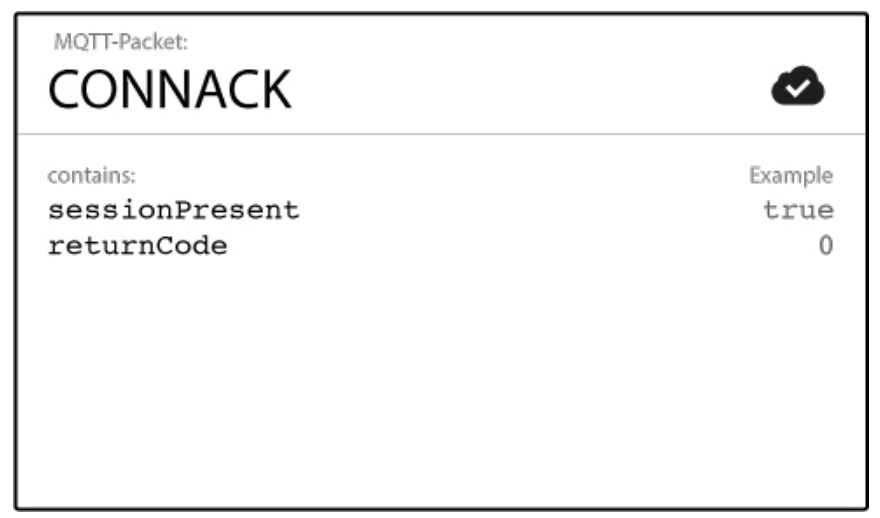 MQTT-Packet:
CONNACK
contains: Example
sessionPresent true
returnCode 0